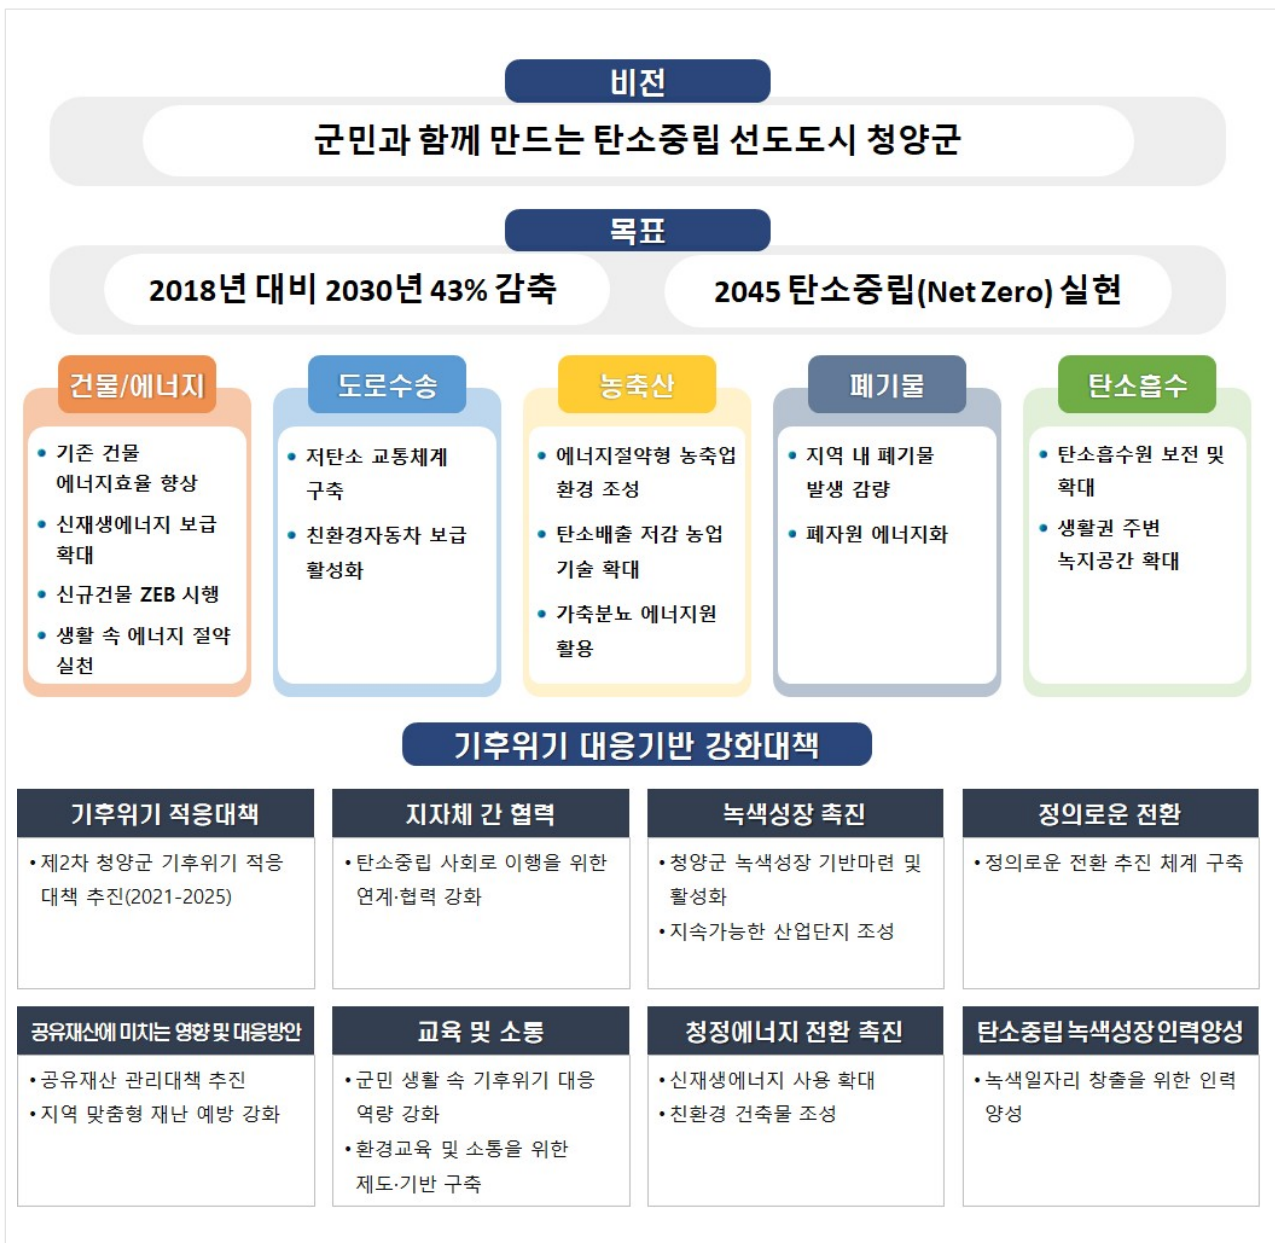 비전
군민과 함께 만드는 탄소중립 선도도시 청양군
목표
2018년 대비 2030년 43% 감축
2045 탄소중립(Net Zero) 실현
건물/에너지
• 기존 건물
에너지효율 향상
• 신재생에너지 보급
확대
• 신규건물 ZEB 시행
• 생활 속 에너지 절약
실천
도로수송
• 저탄소 교통체계
구축
• 친환경자동차 보급
활성화
농축산
• 에너지절약형 농축업
환경 조성
• 탄소배출 저감 농업
기술 확대
• 가축분뇨 에너지원
활용
폐기물
• 지역 내 폐기물
발생 감량
• 폐자원 에너지화
탄소흡수
• 탄소흡수원 보전 및
확대
• 생활권 주변
녹지공간 확대
기후위기 대응기반 강화대책
기후위기 적응대책
• 제2차 청양군 기후위기 적응
대책 추진(2021-2025)
지자체 간 협력
• 탄소중립 사회로 이행을 위한
연계·협력 강화
녹색성장 촉진
• 청양군 녹색성장 기반마련 및
활성화
• 지속가능한 산업단지 조성
정의로운 전환
• 정의로운 전환 추진 체계 구축
공유재산에 미치는 영향 및 대응방안
• 공유재산 관리대책 추진
• 지역 맞춤형 재난 예방 강화
교육 및 소통
• 군민 생활 속 기후위기 대응
역량 강화
• 환경교육 및 소통을 위한
제도·기반 구축
청정에너지 전환 촉진
• 신재생에너지 사용 확대
• 친환경 건축물 조성
탄소중립 녹색성장 인력양성
• 녹색일자리 창출을 위한 인력
양성